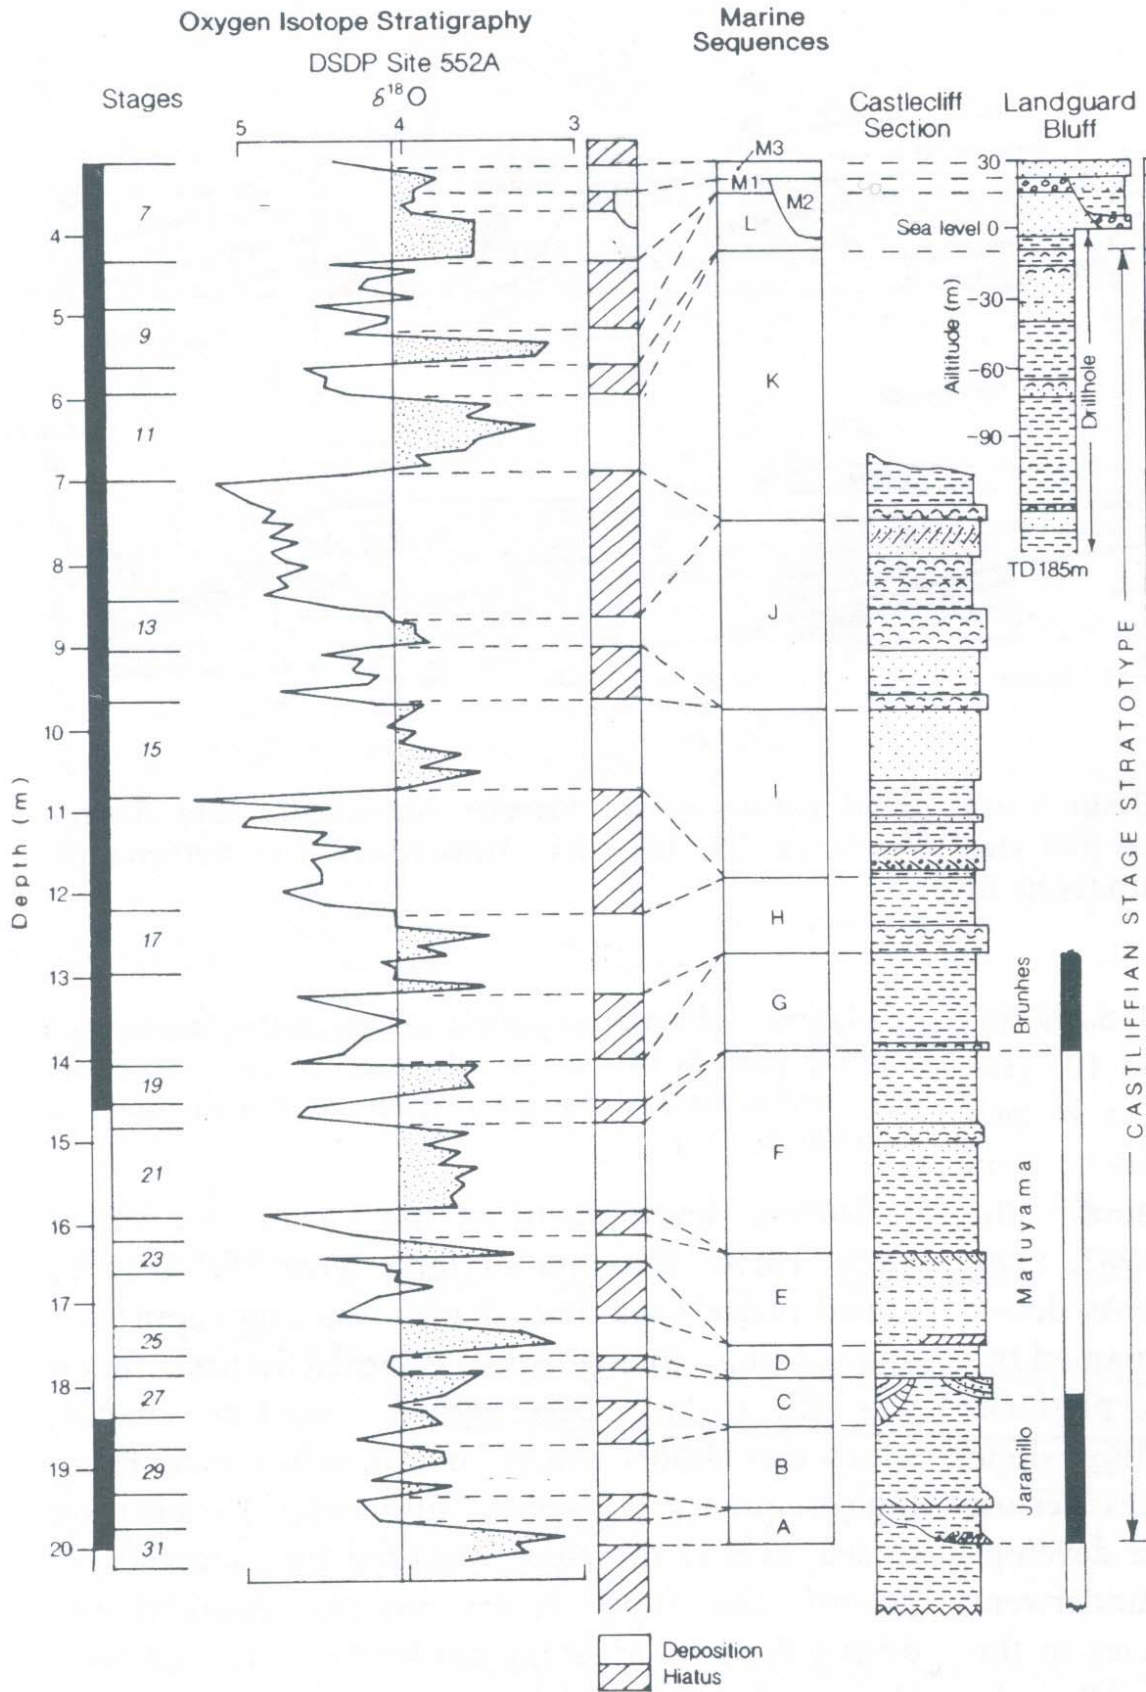 Oxygen Isotope Stratigraphy
DSDP Site 552A
δ18O
Stages
5
4
3
Marine
Sequences
Castlecliff
Section
Landguard
Bluff
Depth (m)
4
5
6
7
8
9
10
11
12
13
14
15
16
17
18
19
20
7
9
11
13
15
17
19
21
23
25
27
29
31
M3
M1
M2
L
K
J
I
H
G
F
E
D
C
B
A
30
Sea level 0
-30
-60
-90
Ailtitude (m)
Drillhole
TD 185m
Brunhes
Matuyama
Jaramillo
CASTLIFFIAN STAGE STRATOTYPE
Deposition
Hiatus